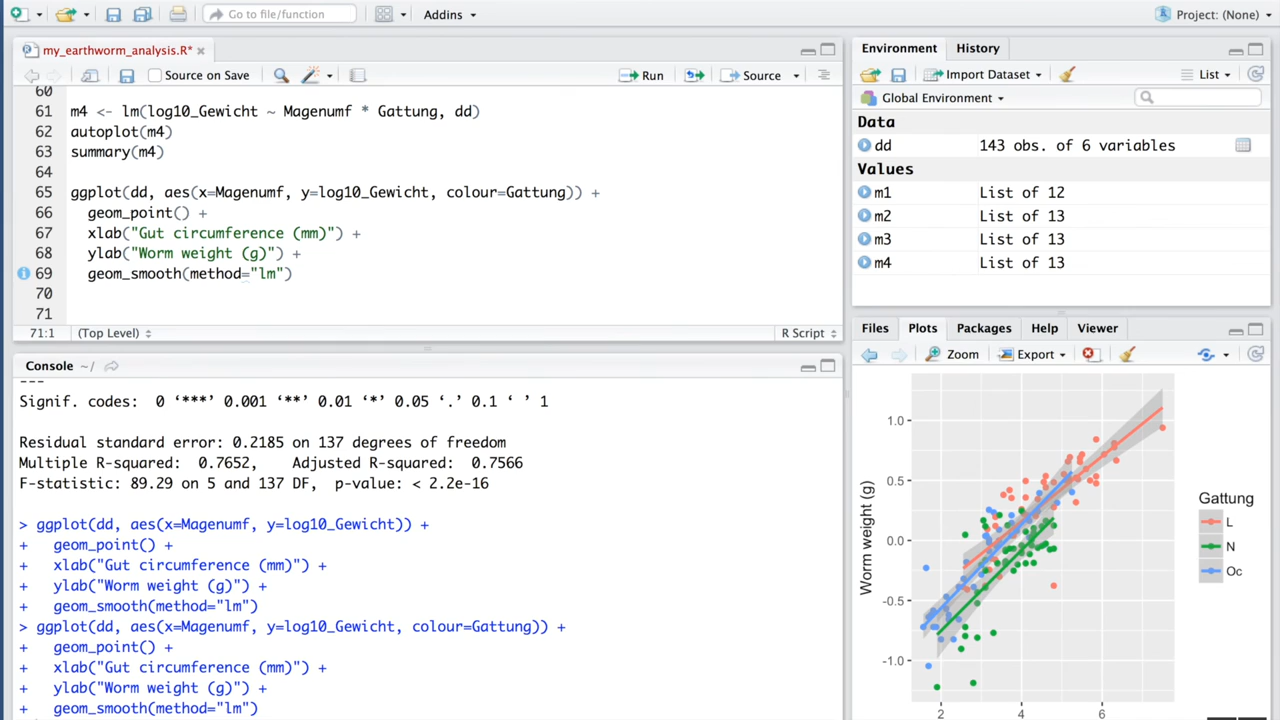 Go to file/function
Addins
Project: (None)
my_earthworm_analysis.R*
Source on Save
Run
Source
60
61 m4 <- lm(log10_Gewicht ~ Magenumf * Gattung, dd)
62 autoplot(m4)
63 summary(m4)
64
65 ggplot(dd, aes(x=Magenumf, y=log10_Gewicht, colour=Gattung)) +
66 geom_point() +
67 xlab("Gut circumference (mm)") +
68 ylab("Worm weight (g)") +
69 geom_smooth(method="lm")
70
71
71:1
(Top Level)
R Script
Console ~/
---
Signif. codes:  0 ‘***’ 0.001 ‘**’ 0.01 ‘*’ 0.05 ‘.’ 0.1 ‘ ’ 1
Residual standard error: 0.2185 on 137 degrees of freedom
Multiple R-squared:  0.7652,    Adjusted R-squared:  0.7566
F-statistic: 89.29 on 5 and 137 DF,  p-value: < 2.2e-16
> ggplot(dd, aes(x=Magenumf, y=log10_Gewicht)) +
+   geom_point() +
+   xlab("Gut circumference (mm)") +
+   ylab("Worm weight (g)") +
+   geom_smooth(method="lm")
> ggplot(dd, aes(x=Magenumf, y=log10_Gewicht, colour=Gattung)) +
+   geom_point() +
+   xlab("Gut circumference (mm)") +
+   ylab("Worm weight (g)") +
+   geom_smooth(method="lm")
Environment
History
Import Dataset
List
Global Environment
Data
dd 143 obs. of 6 variables
Values
m1 List of 12
m2 List of 13
m3 List of 13
m4 List of 13
Files
Plots
Packages
Help
Viewer
Zoom
Export
1.0
0.5
0.0
-0.5
-1.0
Worm weight (g)
2
4
6
Gattung
L
N
Oc